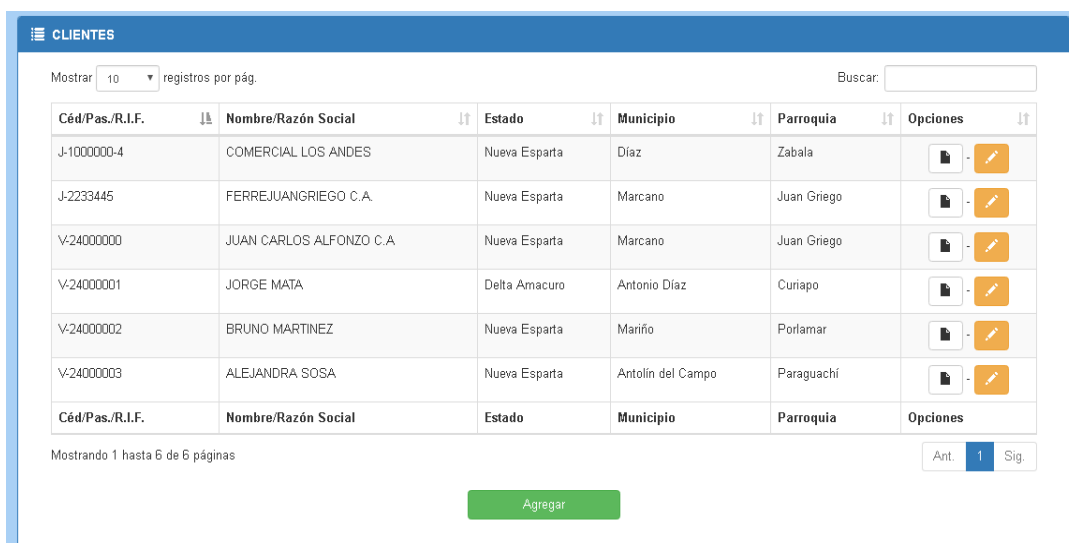 CLIENTES
Mostrar 10 registros por pág. Buscar:
Céd/Pas./R.I.F. Nombre/Razón Social Estado Municipio Parroquia Opciones
J-1000000-4 COMERCIAL LOS ANDES Nueva Esparta Díaz Zabala -
J-2233445 FERREJUANGRIEGO C.A. Nueva Esparta Marcano Juan Griego -
V-24000000 JUAN CARLOS ALFONZO C.A Nueva Esparta Marcano Juan Griego -
V-24000001 JORGE MATA Delta Amacuro Antonio Díaz Curiapo -
V-24000002 BRUNO MARTINEZ Nueva Esparta Mariño Porlamar -
V-24000003 ALEJANDRA SOSA Nueva Esparta Antolín del Campo Paraguachí -
Céd/Pas./R.I.F. Nombre/Razón Social Estado Municipio Parroquia Opciones
Mostrando 1 hasta 6 de 6 páginas Ant. 1 Sig.
Agregar